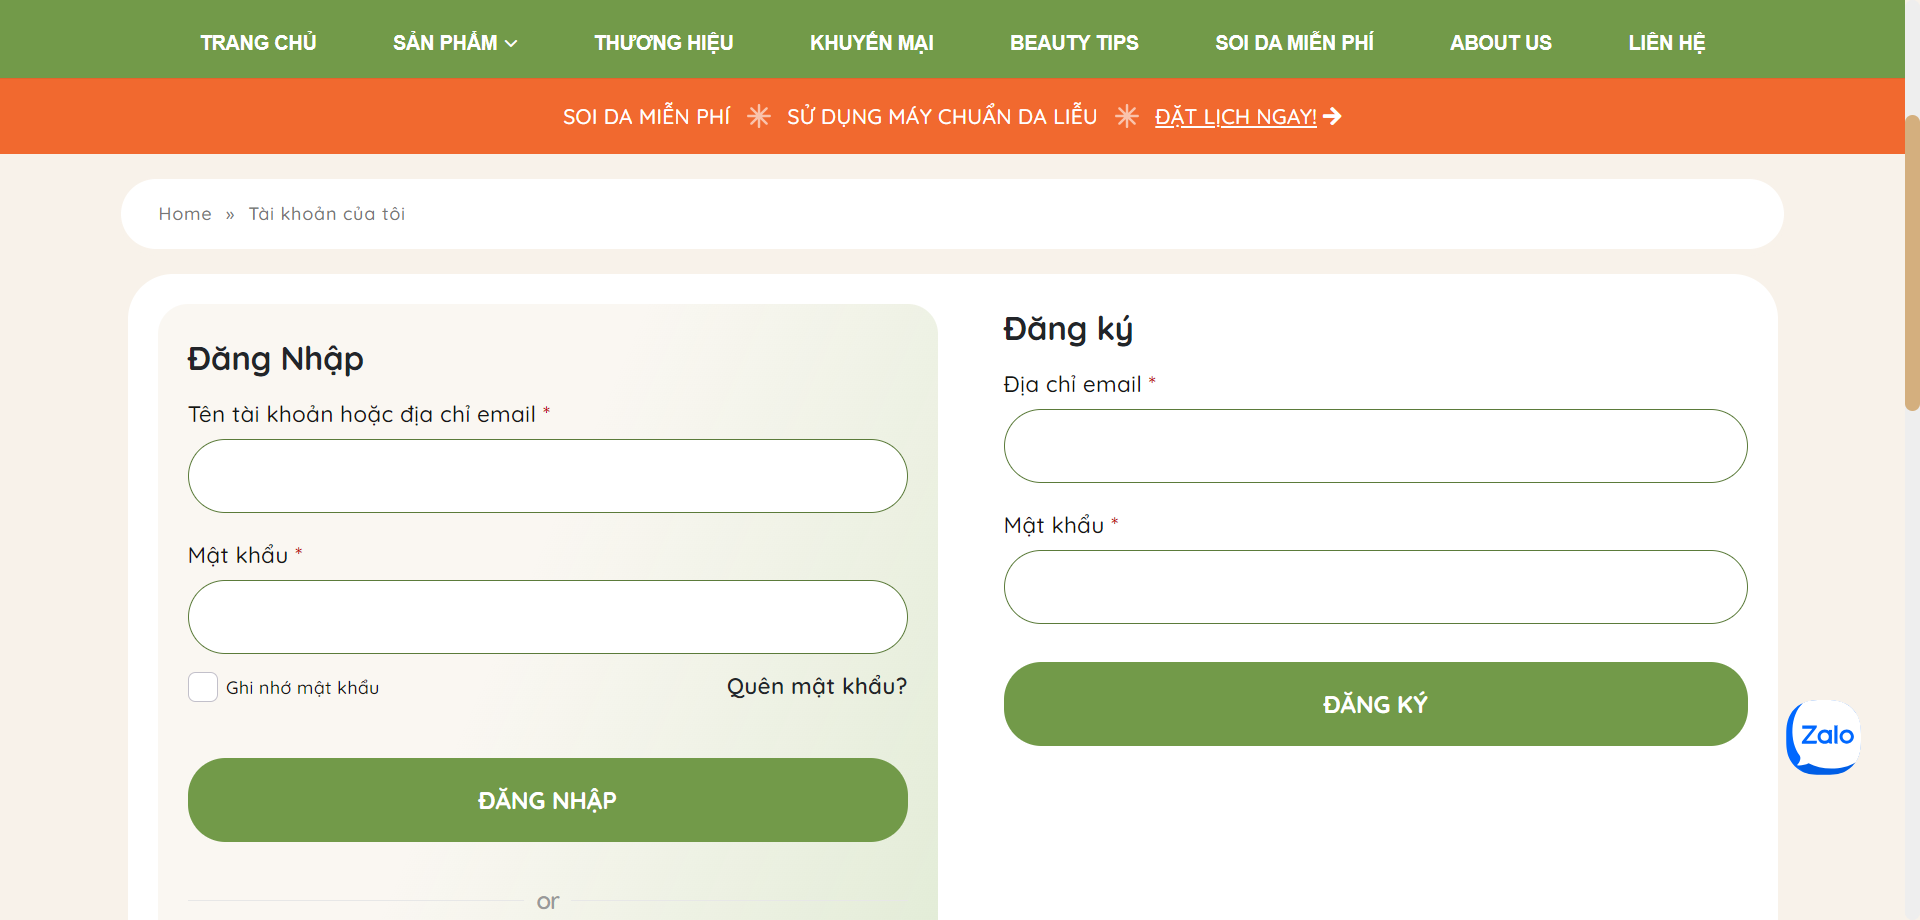 TRANG CHỦ SẢN PHẨM THƯƠNG HIỆU KHUYẾN MẠI BEAUTY TIPS SOI DA MIỄN PHÍ ABOUT US LIÊN HỆ
SOI DA MIỄN PHÍ SỬ DỤNG MÁY CHUẨN DA LIỄU ĐẶT LỊCH NGAY!
Home » Tài khoản của tôi
Đăng Nhập
Tên tài khoản hoặc địa chỉ email *
Mật khẩu *
Ghi nhớ mật khẩu Quên mật khẩu?
ĐĂNG NHẬP
or
Đăng ký
Địa chỉ email *
Mật khẩu *
ĐĂNG KÝ
Zalo